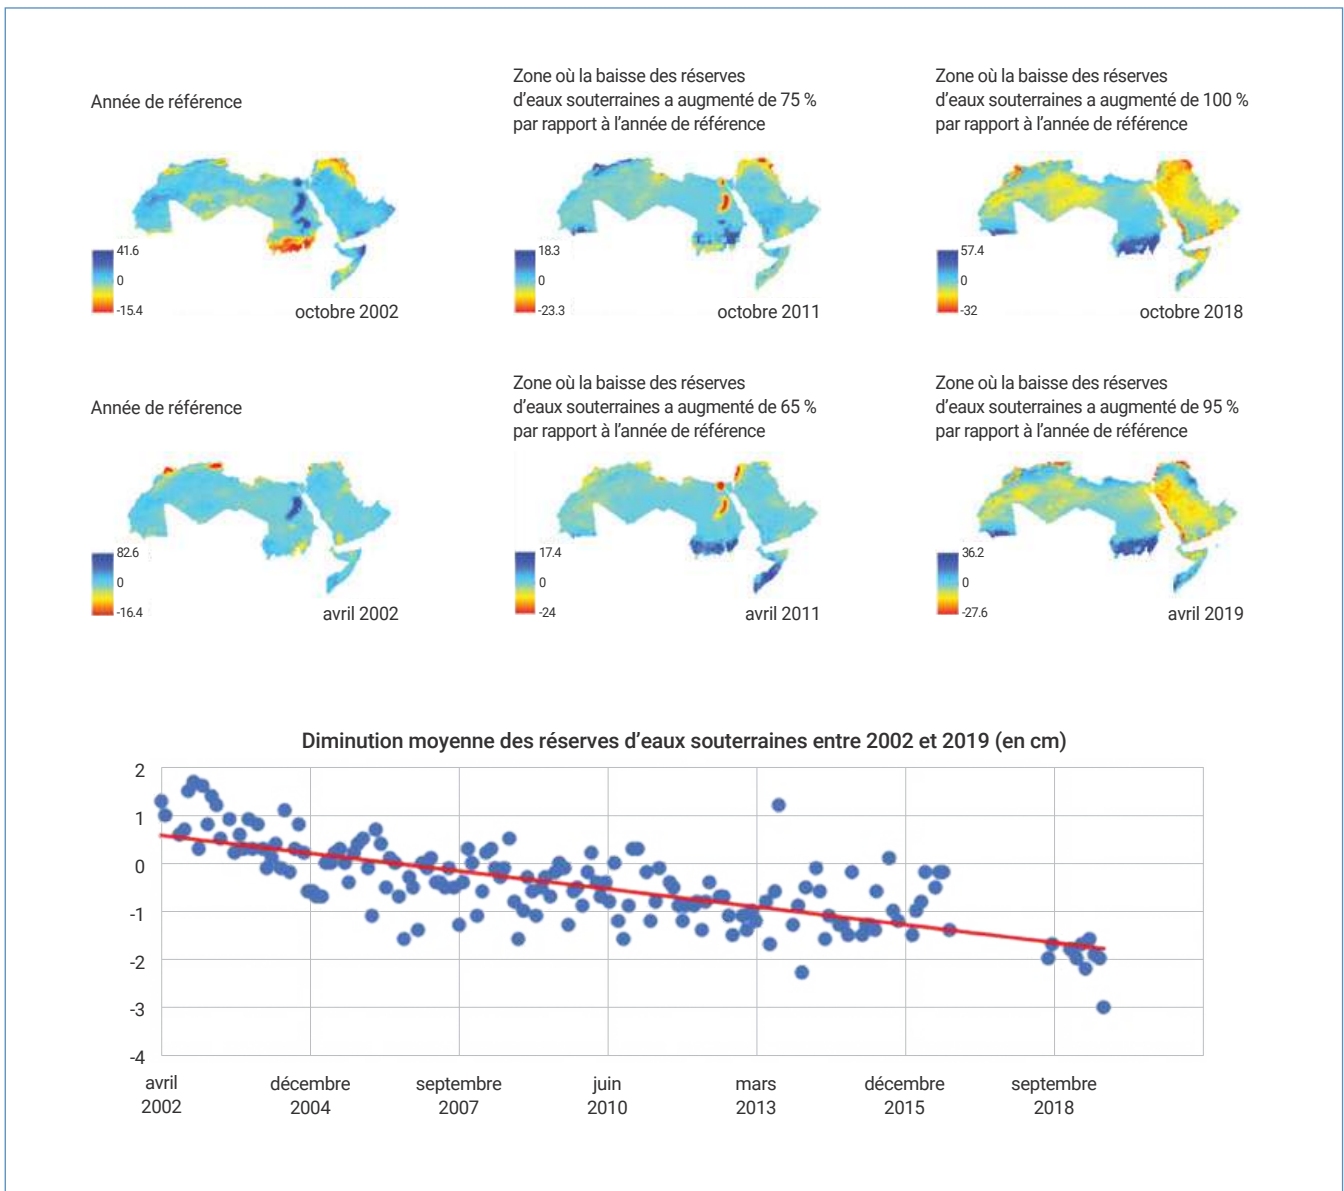 Année de référence
Zone où la baisse des réserves
d'eaux souterraines a augmenté de 75 %
par rapport à l'année de référence
Zone où la baisse des réserves
d'eaux souterraines a augmenté de 100 %
par rapport à l'année de référence
41.6
0
-15.4
octobre 2002
18.3
0
-23.3
octobre 2011
57.4
0
-32
octobre 2018
Année de référence
Zone où la baisse des réserves
d'eaux souterraines a augmenté de 65 %
par rapport à l'année de référence
Zone où la baisse des réserves
d'eaux souterraines a augmenté de 95 %
par rapport à l'année de référence
82.6
0
-16.4
avril 2002
17.4
0
-24
avril 2011
36.2
0
-27.6
avril 2019
Diminution moyenne des réserves d'eaux souterraines entre 2002 et 2019 (en cm)
2
1
0
-1
-2
-3
-4
avril
2002
décembre
2004
septembre
2007
juin
2010
mars
2013
décembre
2015
septembre
2018